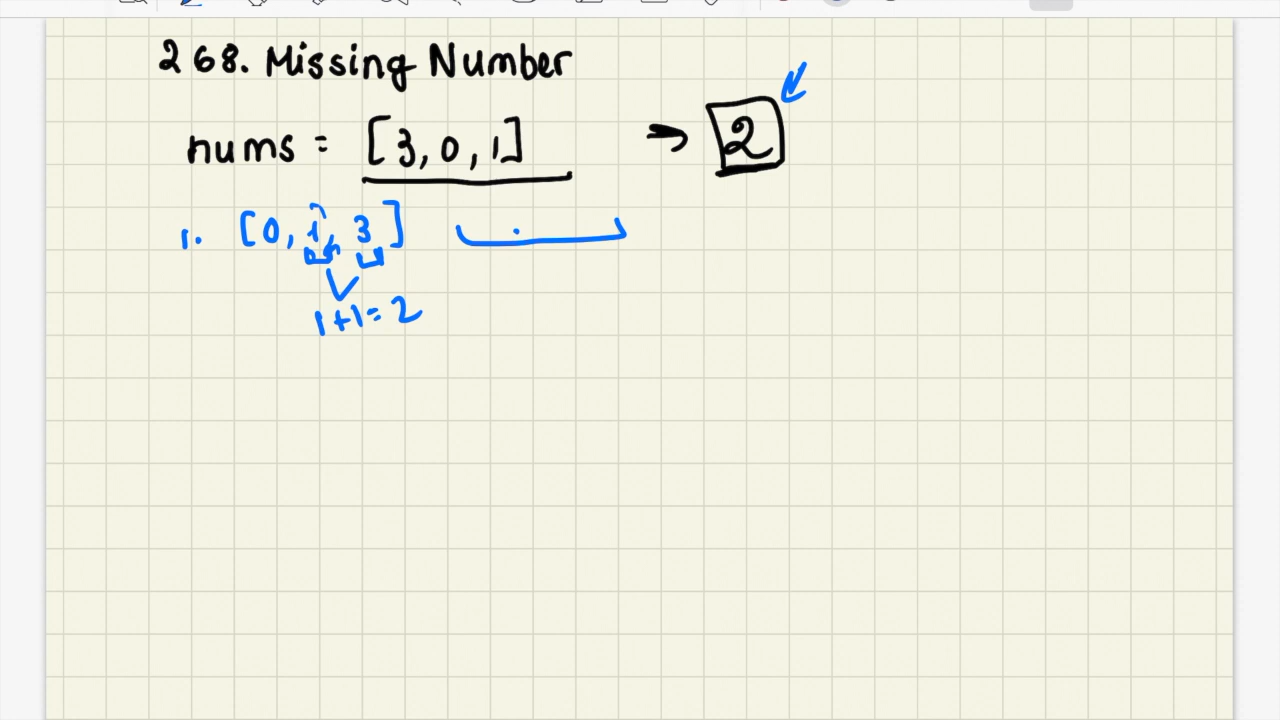 268. Missing Number
nums = [3, 0, 1] → 2
1. [0, 1, 3]
1+1=2